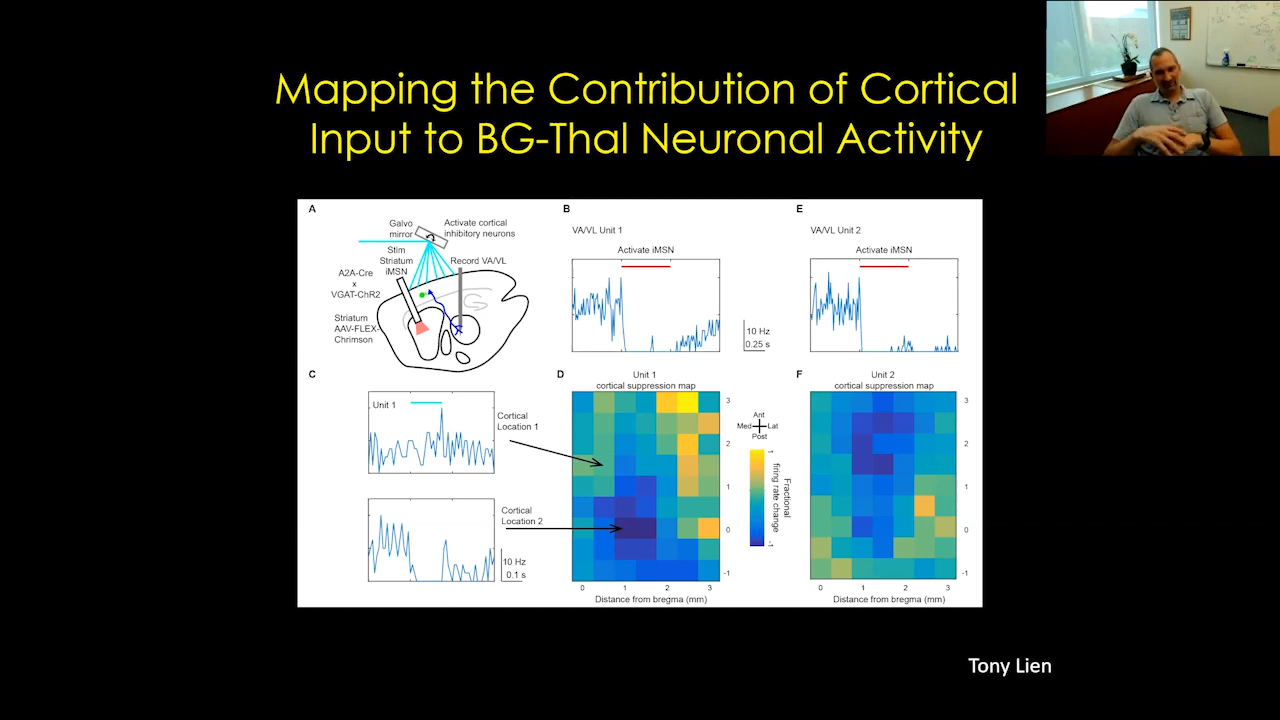 Mapping the Contribution of Cortical
Input to BG-Thal Neuronal Activity
A
Galvo
mirror
Activate cortical
inhibitory neurons
Stim
Striatum
iMSN
Record VA/VL
A2A-Cre
x
VGAT-ChR2
Striatum
AAV-FLEX-
Chrimson
B
VA/VL Unit 1
Activate iMSN
10 Hz
0.25 s
E
VA/VL Unit 2
Activate iMSN
C
Unit 1
Cortical
Location 1
Cortical
Location 2
10 Hz
0.1 s
D
Unit 1
cortical suppression map
3
2
1
0
-1
0 1 2 3
Distance from bregma (mm)
Ant
Med Lat
Post
1
-1
Fractional
firing rate change
F
Unit 2
cortical suppression map
3
2
1
0
-1
0 1 2 3
Distance from bregma (mm)
Tony Lien